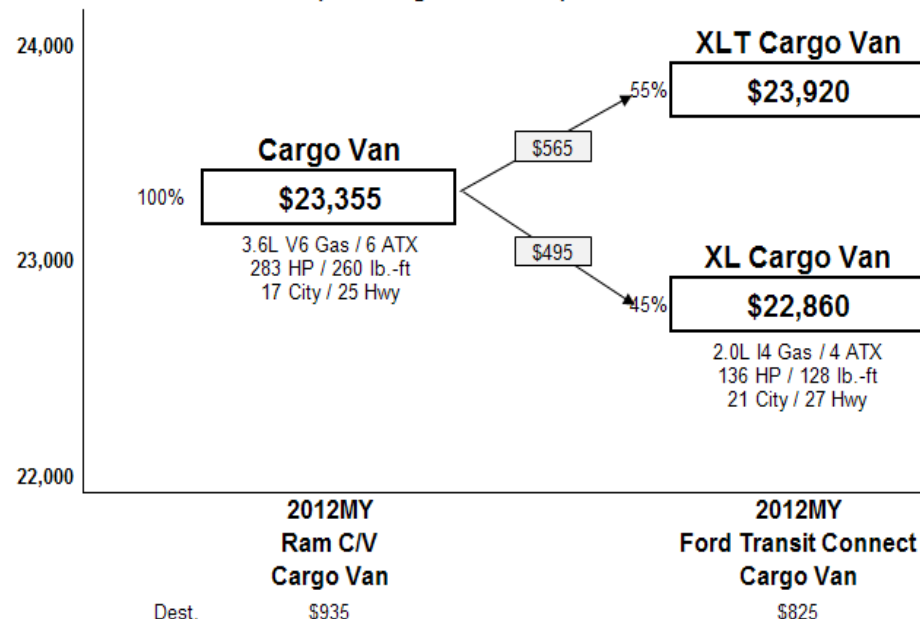 24,000
XLT Cargo Van
55%
$23,920
$565
Cargo Van
100%
$23,355
3.6L V6 Gas / 6 ATX
283 HP / 260 lb.-ft
17 City / 25 Hwy
23,000
$495
XL Cargo Van
45%
$22,860
2.0L I4 Gas / 4 ATX
136 HP / 128 lb.-ft
21 City / 27 Hwy
22,000
2012MY
Ram C/V
Cargo Van
2012MY
Ford Transit Connect
Cargo Van
Dest.
$935
$825